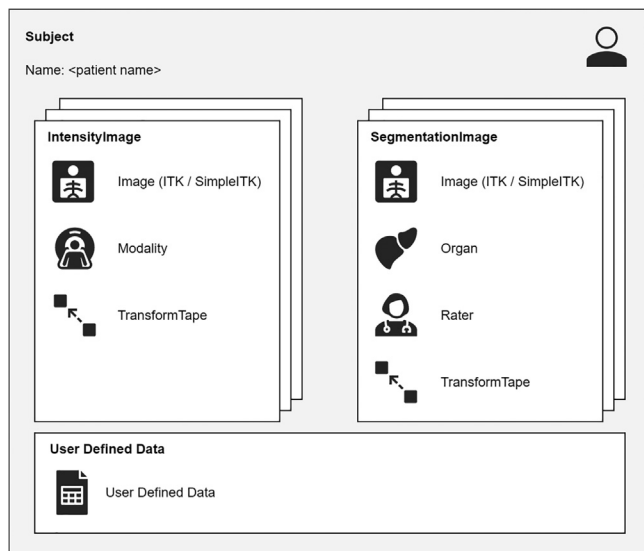 Subject
Name: <patient name>
IntensityImage
Image (ITK / SimpleITK)
Modality
TransformTape
SegmentationImage
Image (ITK / SimpleITK)
Organ
Rater
TransformTape
User Defined Data
User Defined Data